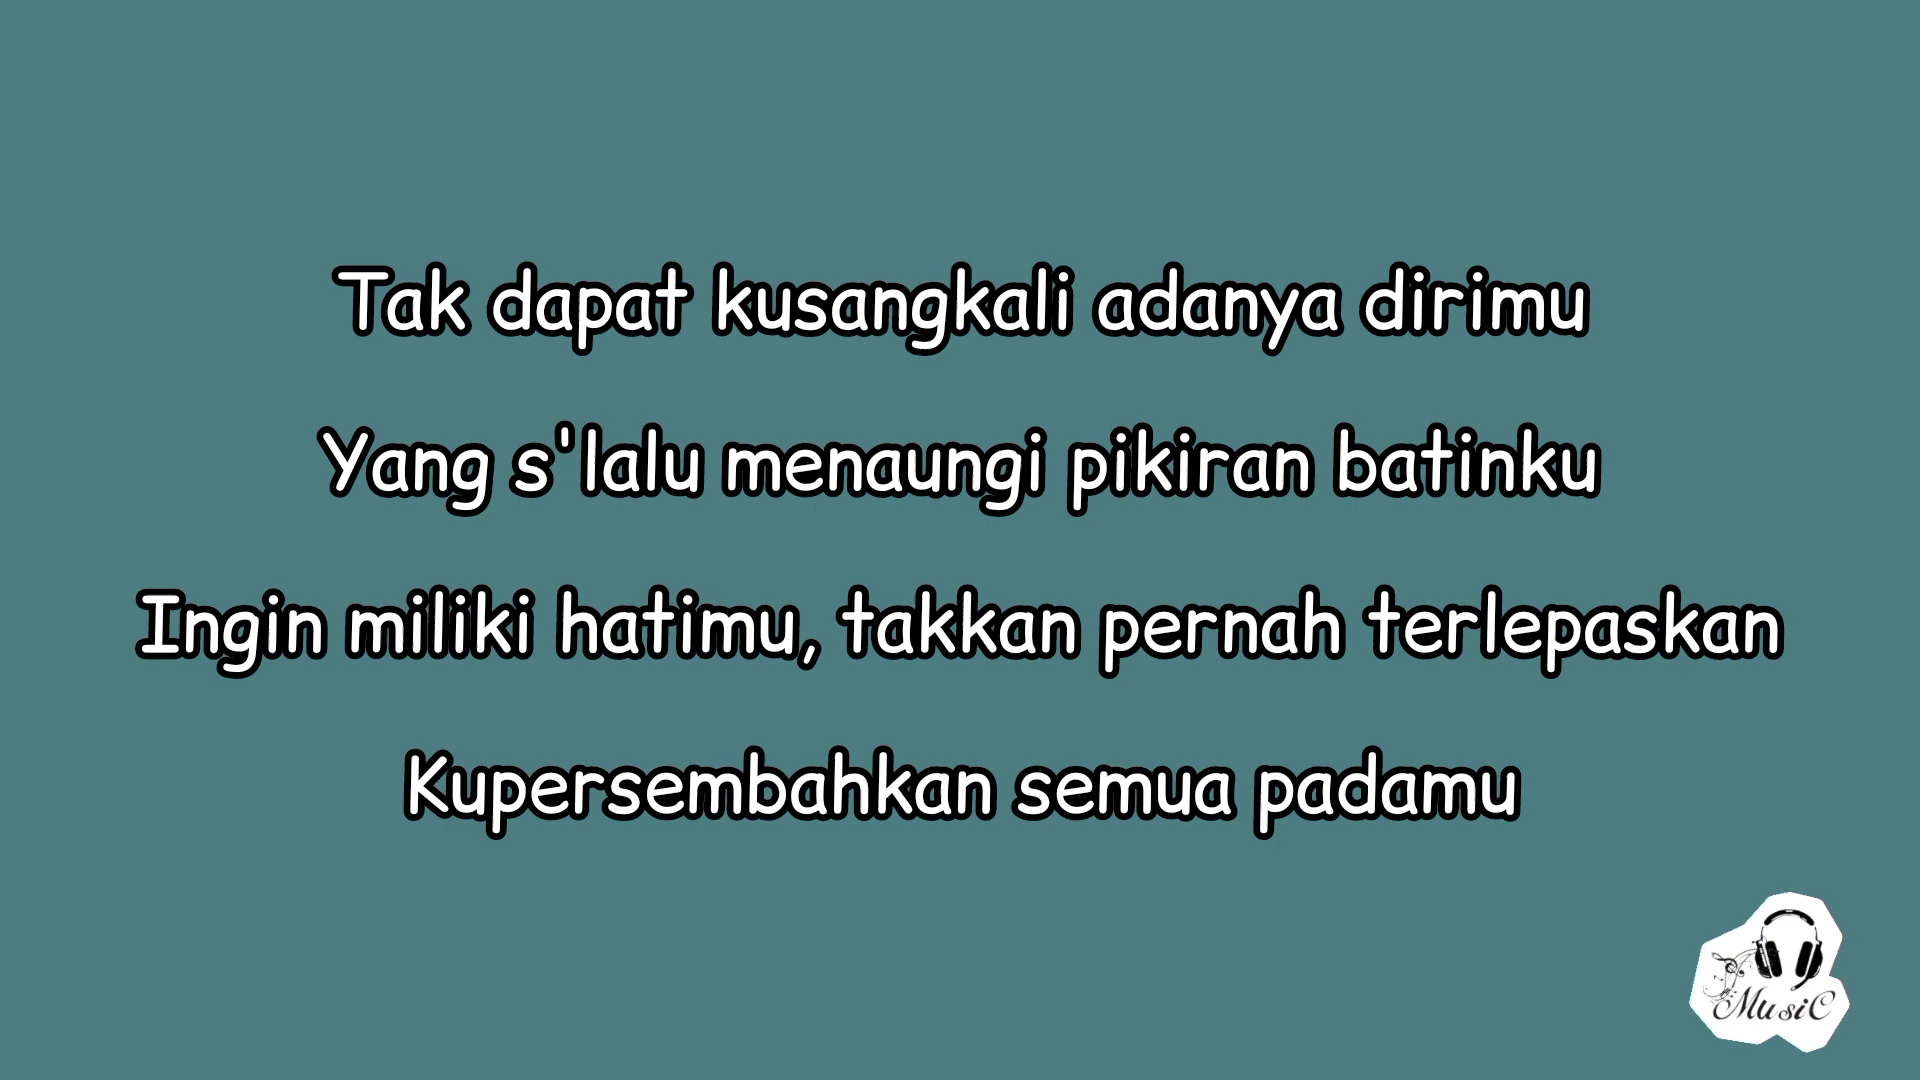 Tak dapat kusangkali adanya dirimu
Yang s'lalu menaungi pikiran batinku
Ingin miliki hatimu, takkan pernah terlepaskan
Kupersembahkan semua padamu
MusiC